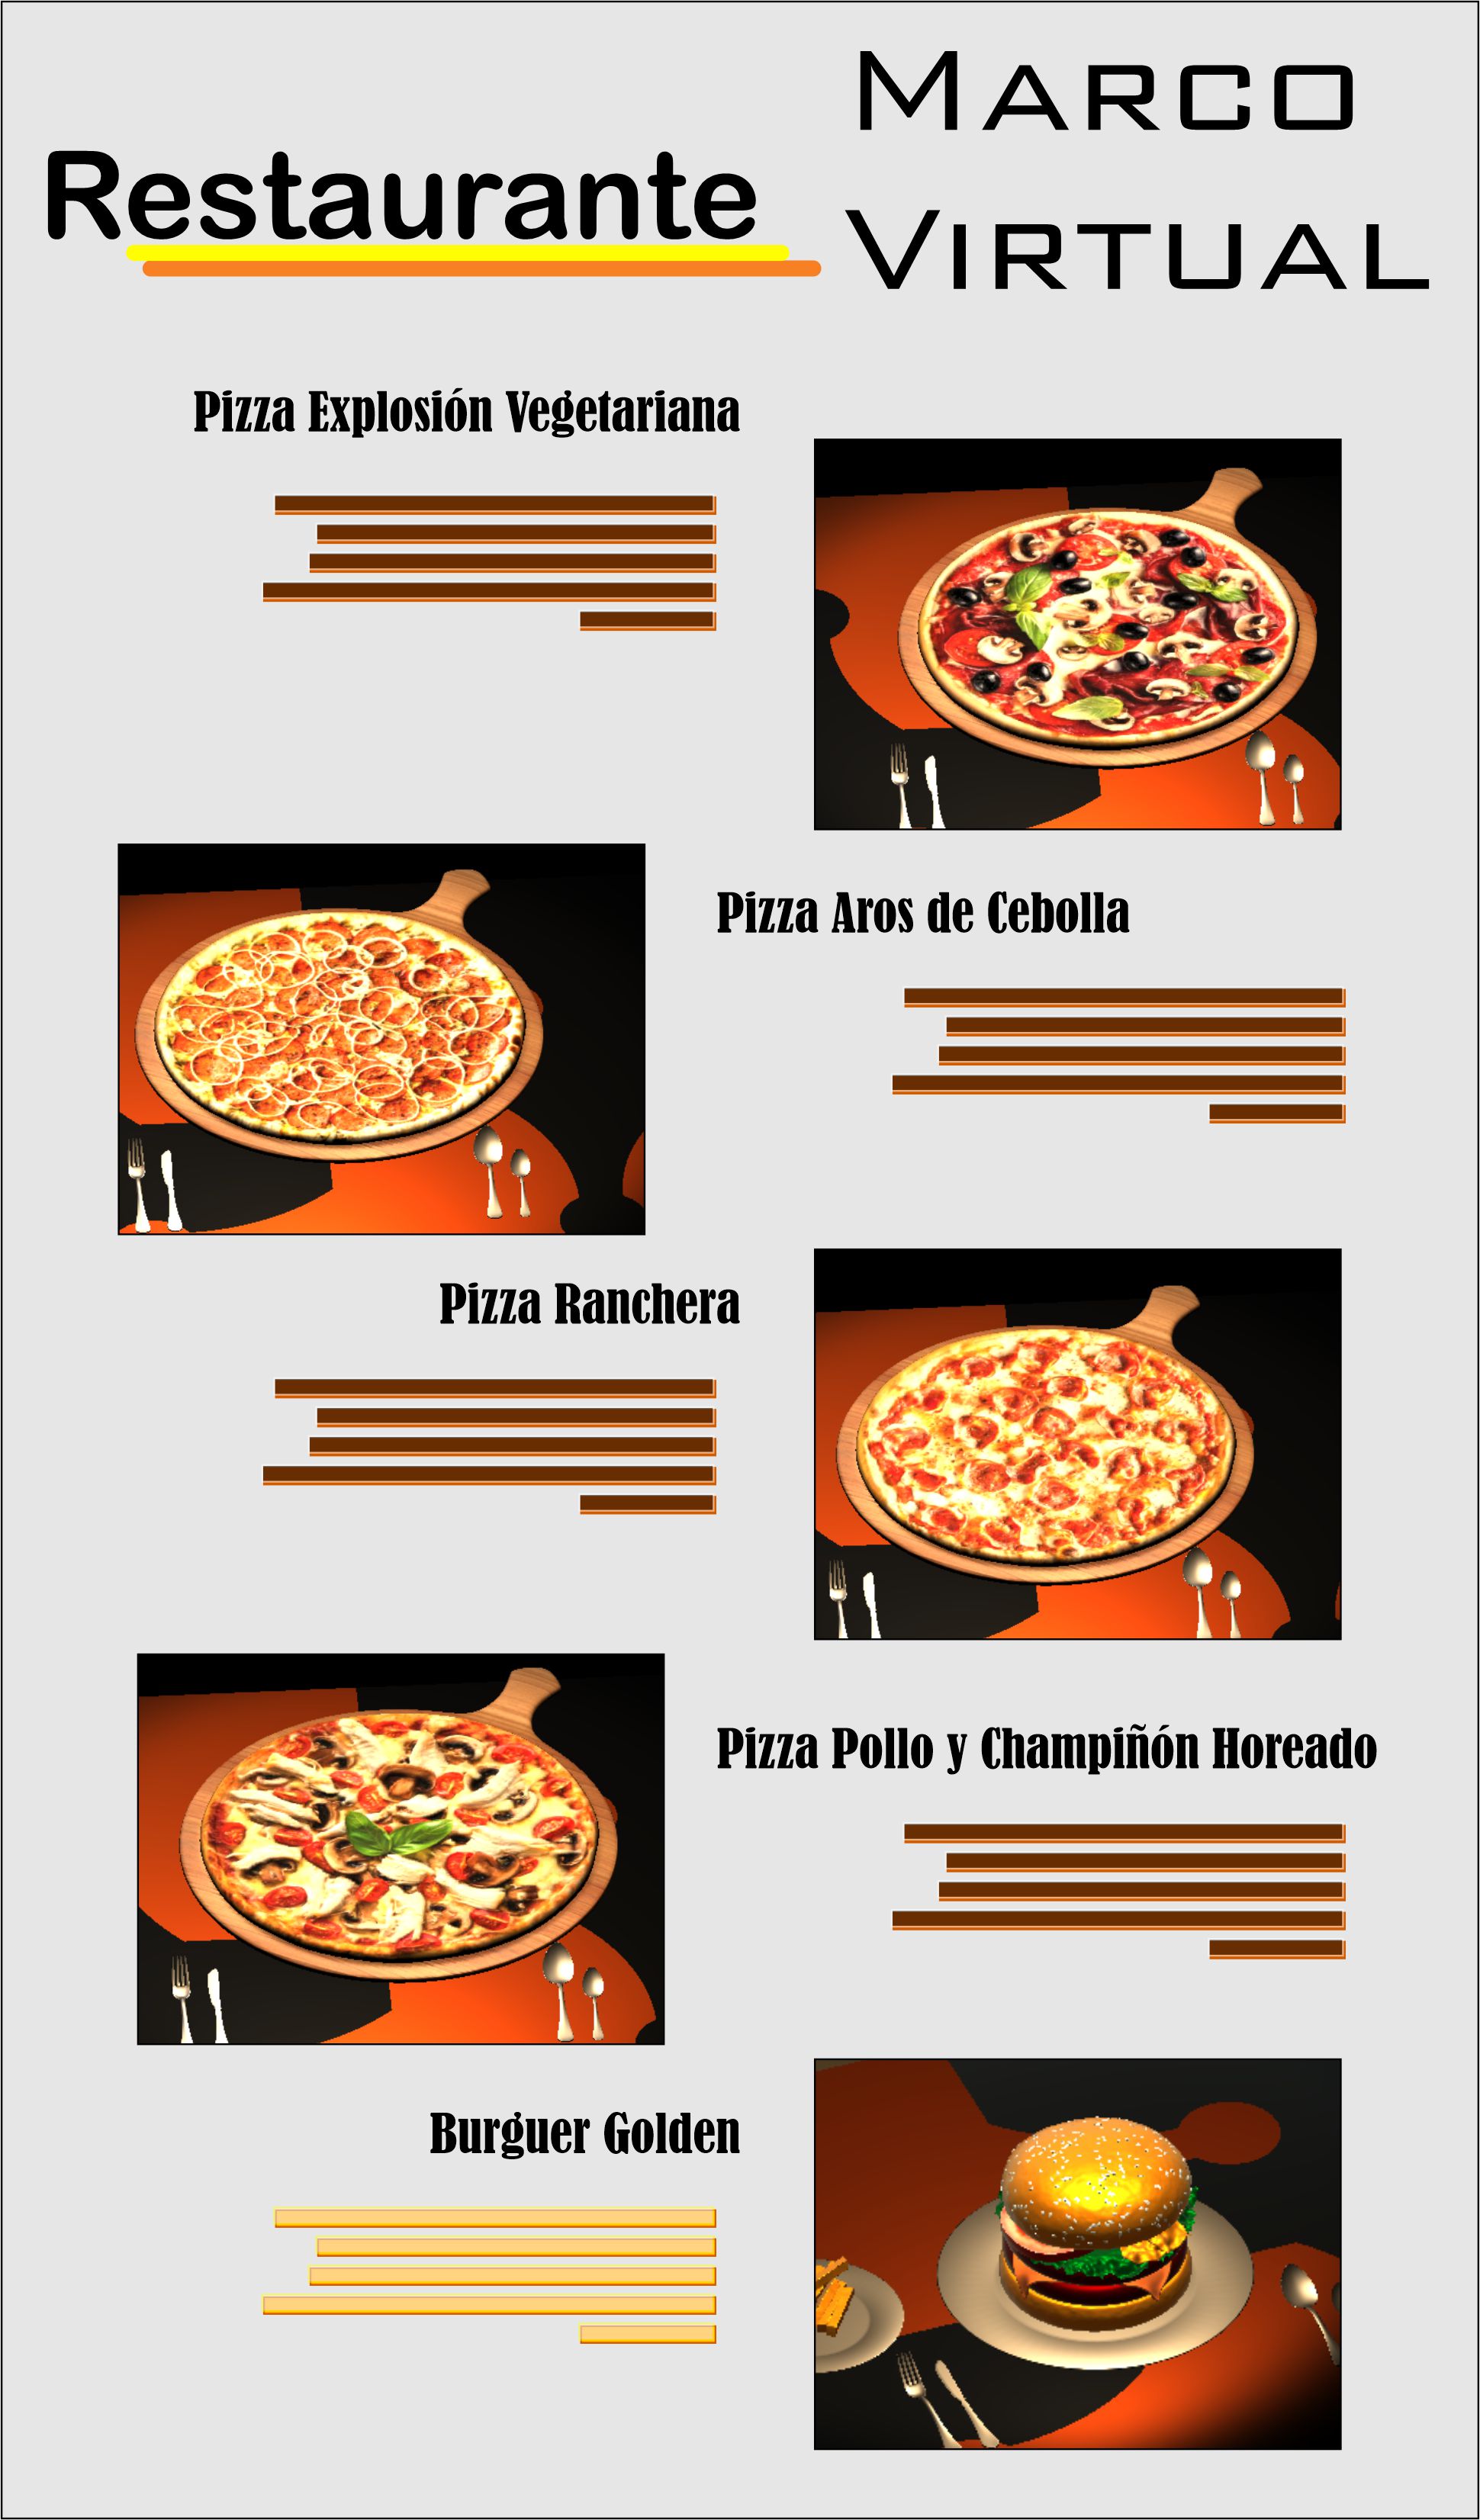 Restaurante
MARCO
VIRTUAL
Pizza Explosión Vegetariana
Pizza Aros de Cebolla
Pizza Ranchera
Pizza Pollo y Champiñón Horeado
Burguer Golden